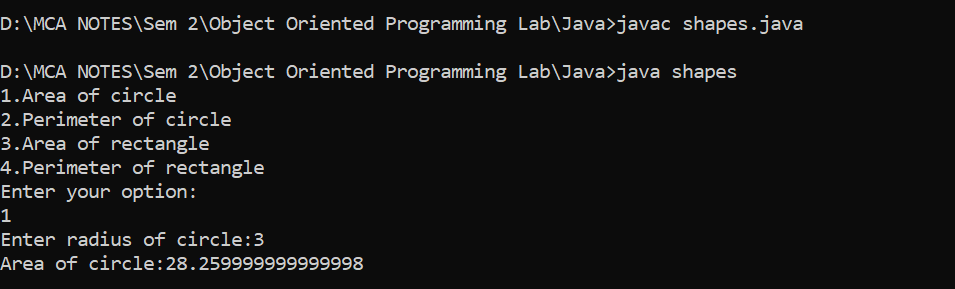 D:\MCA NOTES\Sem 2\Object Oriented Programming Lab\Java>javac shapes.java
D:\MCA NOTES\Sem 2\Object Oriented Programming Lab\Java>java shapes
1.Area of circle
2.Perimeter of circle
3.Area of rectangle
4.Perimeter of rectangle
Enter your option:
1
Enter radius of circle:3
Area of circle:28.259999999999998